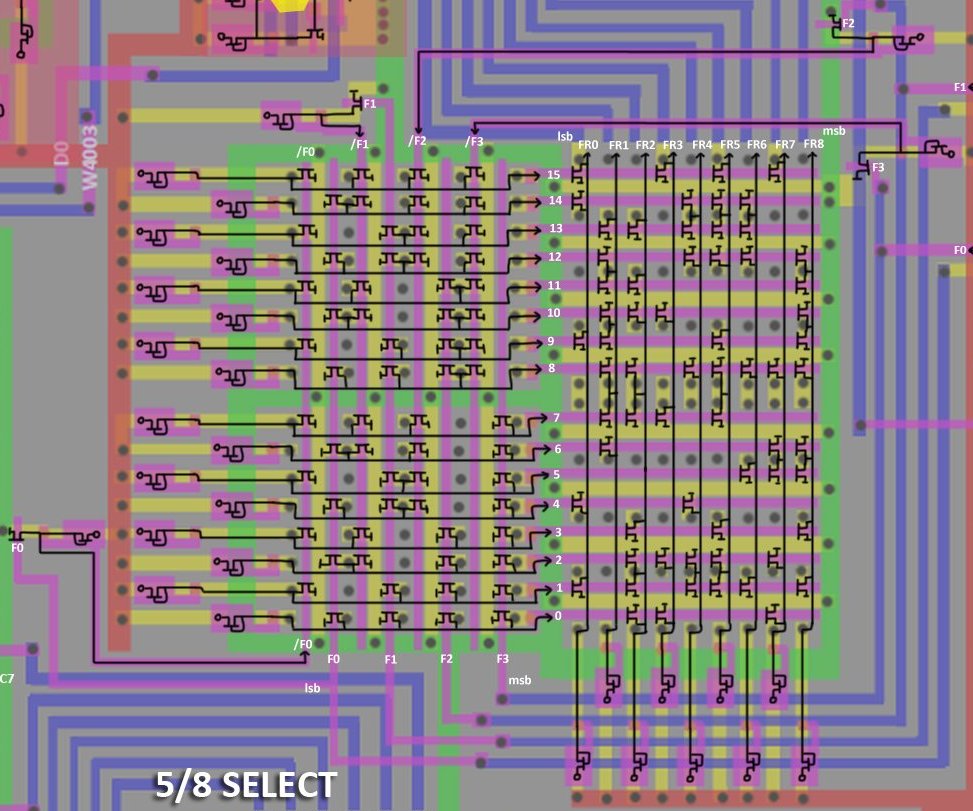 F2
F1
F1
W4003
D0
/F0
/F1
/F2
/F3
lsb
FR0 FR1 FR2 FR3 FR4 FR5 FR6 FR7 FR8
msb
F3
15
14
13
12
F0
11
10
9
8
7
6
5
4
3
F0
2
1
0
/F0
F0
F1
F2
F3
C7
lsb
msb
5/8 SELECT